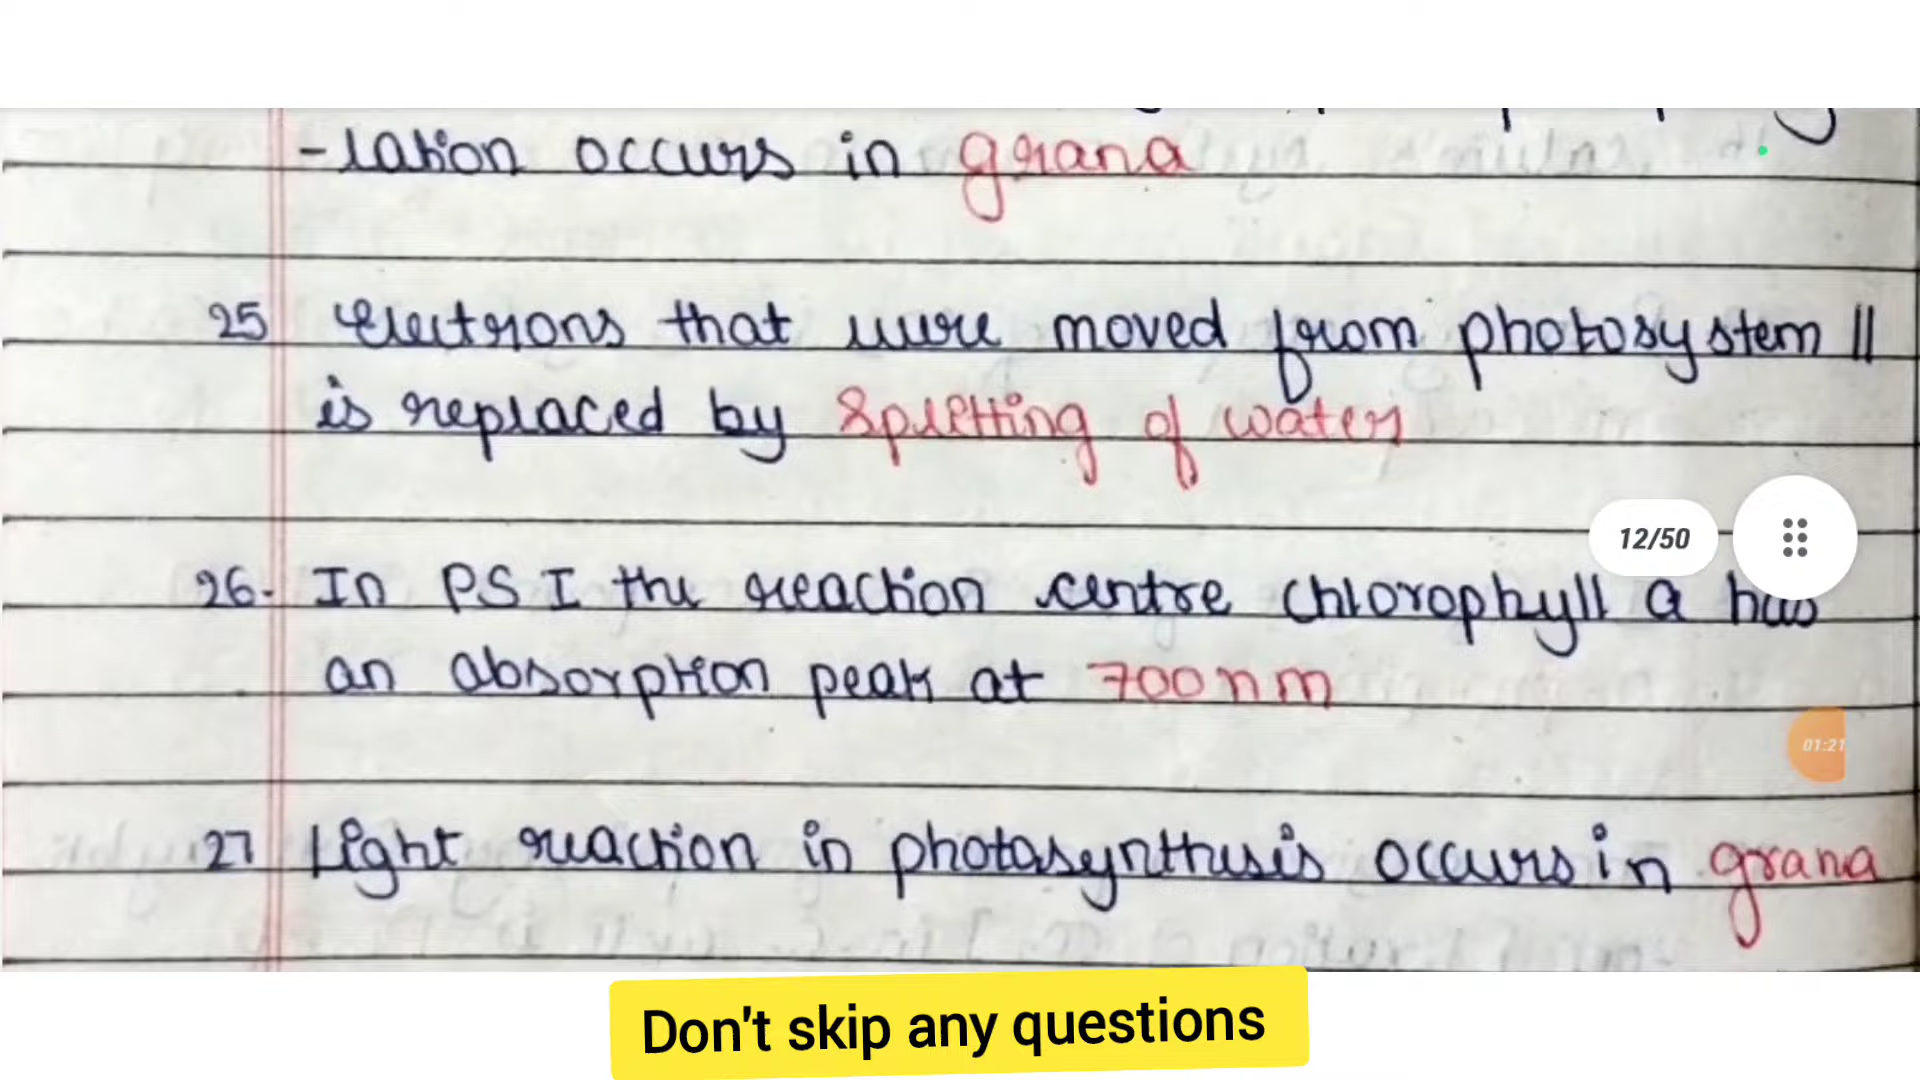 -lation occurs in grana
25 electrons that were moved from photosystem II
is replaced by Splitting of water
12/50
26. In PS I the reaction centre chlorophyll a has
an absorption peak at 700nm
01:21
27 Light reaction in photosynthesis occurs in grana
Don't skip any questions